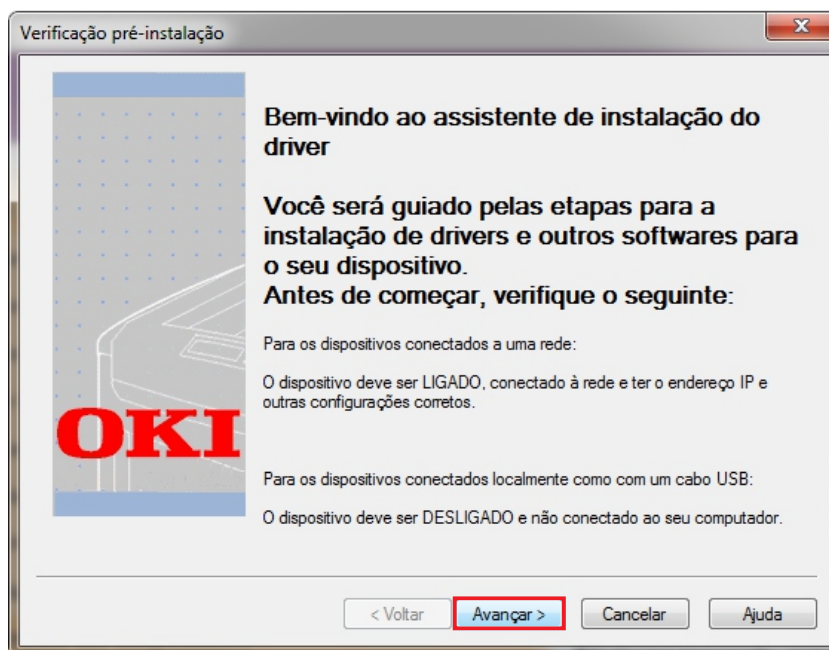 Verificação pré-instalação
Bem-vindo ao assistente de instalação do
driver
Você será guiado pelas etapas para a
instalação de drivers e outros softwares para
o seu dispositivo.
Antes de começar, verifique o seguinte:
Para os dispositivos conectados a uma rede:
O dispositivo deve ser LIGADO, conectado à rede e ter o endereço IP e
outras configurações corretos.
OKI
Para os dispositivos conectados localmente como com um cabo USB:
O dispositivo deve ser DESLIGADO e não conectado ao seu computador.
< Voltar Avançar > Cancelar Ajuda